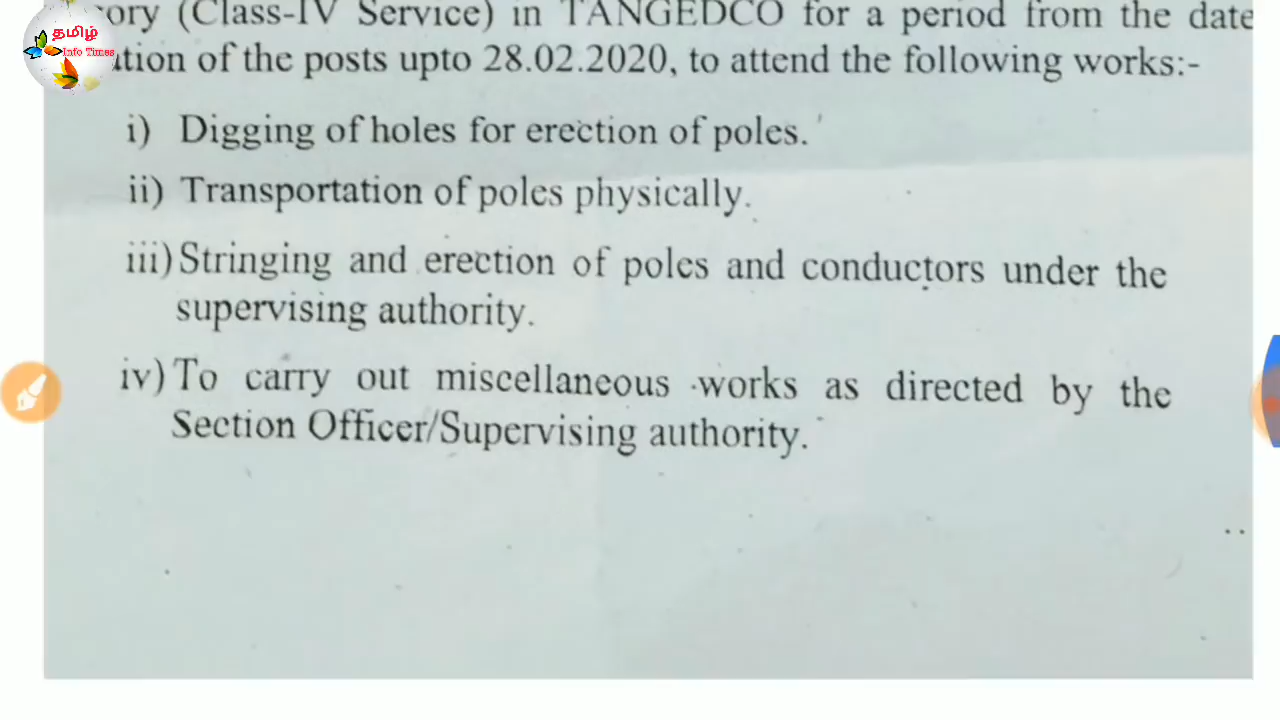 தமிழ்
Info Times
(Class-IV Service) in TANGEDCO for a period from the date
of the posts upto 28.02.2020, to attend the following works:-
i) Digging of holes for erection of poles.
ii) Transportation of poles physically.
iii) Stringing and erection of poles and conductors under the
supervising authority.
iv) To carry out miscellaneous works as directed by the
Section Officer/Supervising authority.